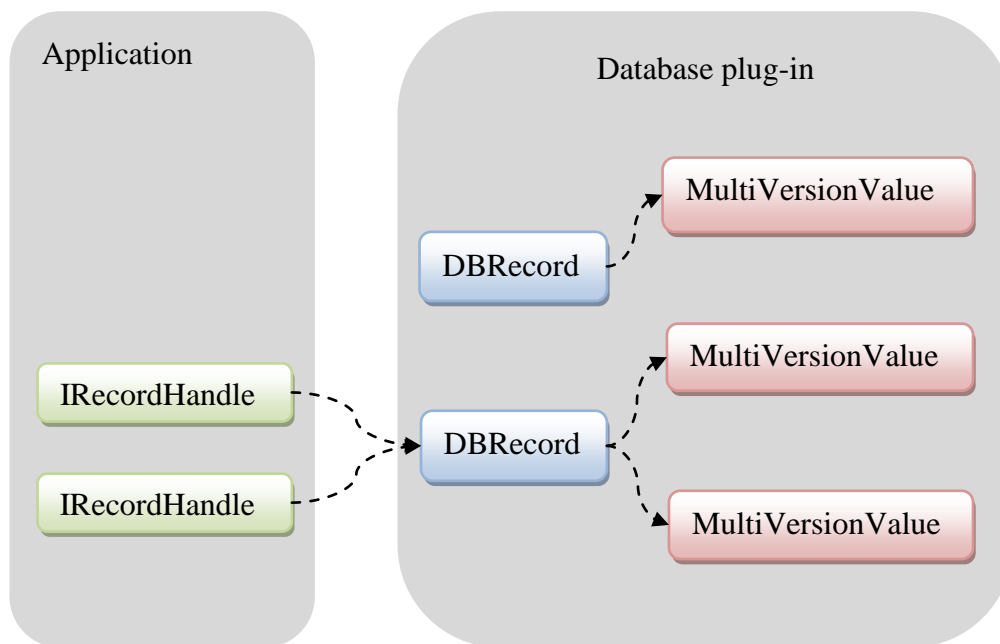 Application
Database plug-in
MultiVersionValue
DBRecord
MultiVersionValue
IRecordHandle
DBRecord
IRecordHandle
MultiVersionValue